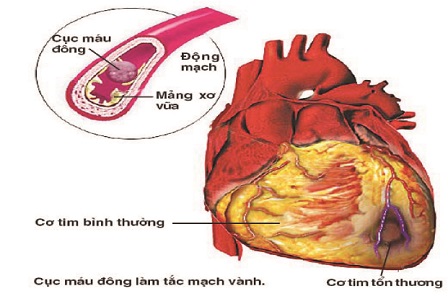 Cục máu
đông
Động
mạch
Mảng xơ
vữa
Cơ tim bình thường
Cục máu đông làm tắc mạch vành.
Cơ tim tổn thương